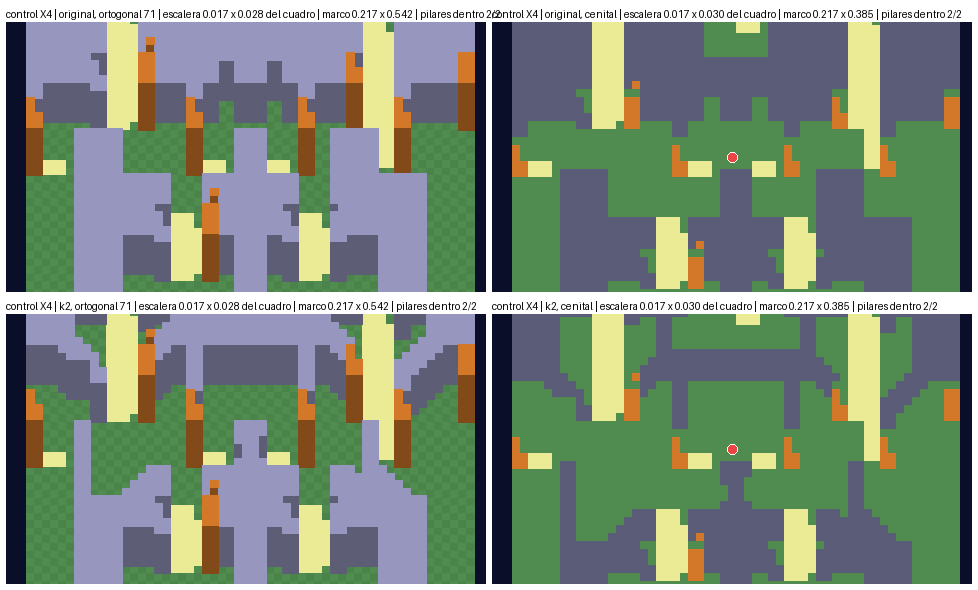 control X4 | original, ortogonal 71 | escalera 0.017 x 0.028 del cuadro | marco 0.217 x 0.542 | pilares dentro 2/2
control X4 | original, cenital | escalera 0.017 x 0.030 del cuadro | marco 0.217 x 0.385 | pilares dentro 2/2
control X4 | k2, ortogonal 71 | escalera 0.017 x 0.028 del cuadro | marco 0.217 x 0.542 | pilares dentro 2/2
control X4 | k2, cenital | escalera 0.017 x 0.030 del cuadro | marco 0.217 x 0.385 | pilares dentro 2/2